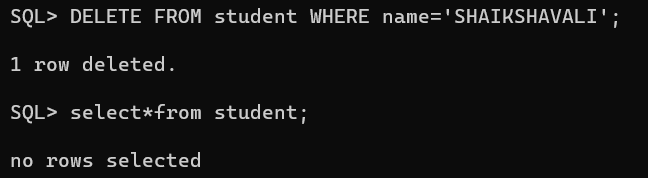 SQL> DELETE FROM student WHERE name='SHAIKSHAVALI';
1 row deleted.
SQL> select*from student;
no rows selected